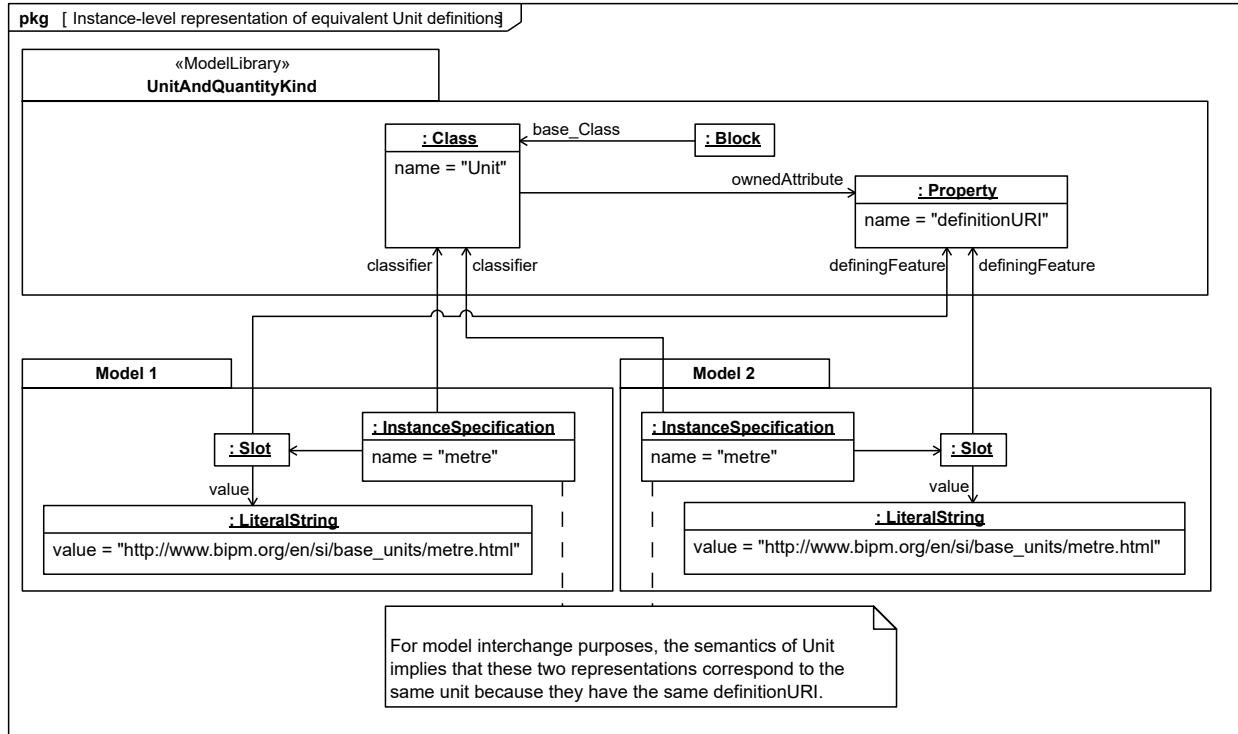 pkg [ Instance-level representation of equivalent Unit definitions]
«ModelLibrary»
UnitAndQuantityKind
: Class
name = "Unit"
base_Class
: Block
ownedAttribute
: Property
name = "definitionURI"
classifier
classifier
definingFeature
definingFeature
Model 1
: InstanceSpecification
name = "metre"
: Slot
value
: LiteralString
value = "http://www.bipm.org/en/si/base_units/metre.html"
Model 2
: InstanceSpecification
name = "metre"
: Slot
value
: LiteralString
value = "http://www.bipm.org/en/si/base_units/metre.html"
For model interchange purposes, the semantics of Unit
implies that these two representations correspond to the
same unit because they have the same definitionURI.